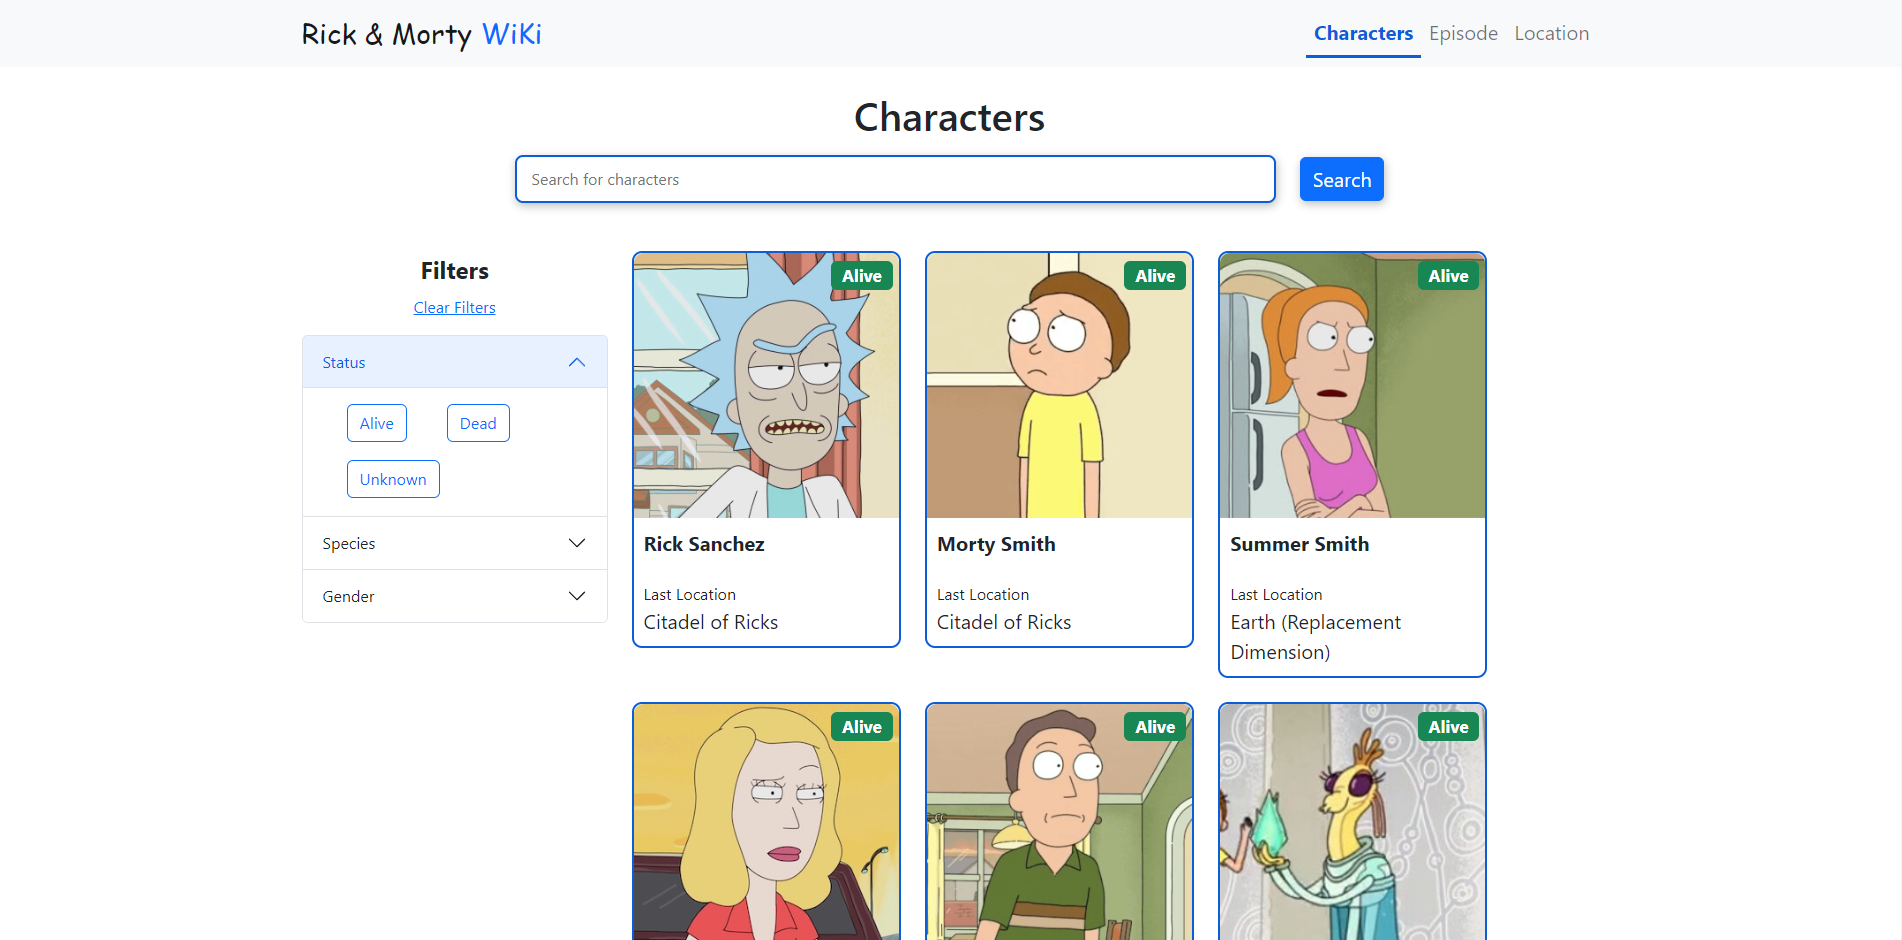 Rick & Morty WiKi
Characters Episode Location
Characters
Search for characters
Search
Filters
Clear Filters
Status
Alive Dead
Unknown
Species
Gender
Alive
Rick Sanchez
Last Location
Citadel of Ricks
Alive
Morty Smith
Last Location
Citadel of Ricks
Alive
Summer Smith
Last Location
Earth (Replacement
Dimension)
Alive
Alive
Alive